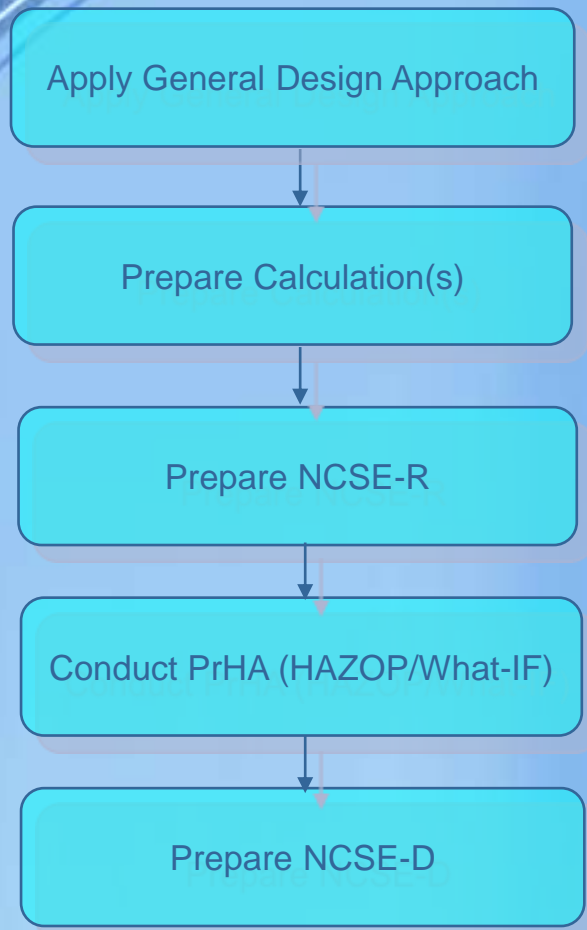 Apply General Design Approach
Prepare Calculation(s)
Prepare NCSE-R
Conduct PrHA (HAZOP/What-IF)
Prepare NCSE-D